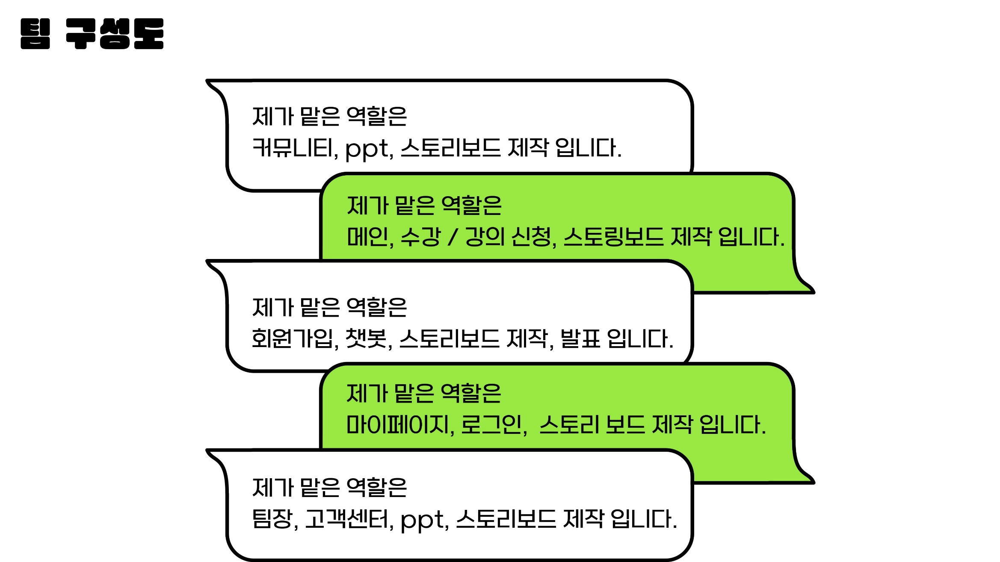 팀 구성도
제가 맡은 역할은
커뮤니티, ppt, 스토리보드 제작 입니다.
제가 맡은 역할은
메인, 수강 / 강의 신청, 스토링보드 제작 입니다.
제가 맡은 역할은
회원가입, 챗봇, 스토리보드 제작, 발표 입니다.
제가 맡은 역할은
마이페이지, 로그인,  스토리 보드 제작 입니다.
제가 맡은 역할은
팀장, 고객센터, ppt, 스토리보드 제작 입니다.